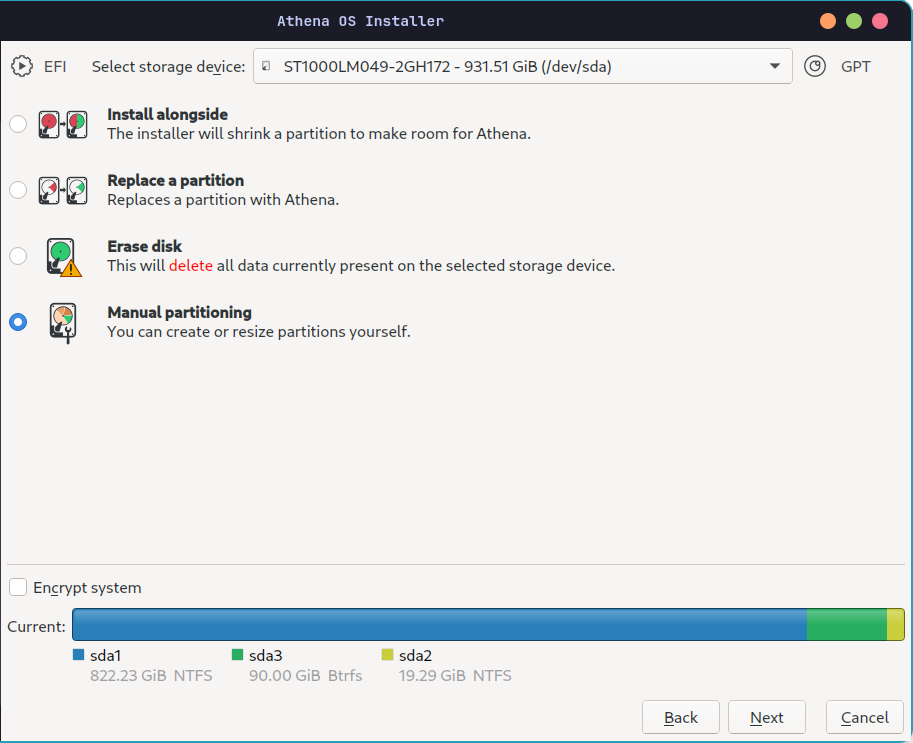 Athena OS Installer
EFI Select storage device: ST1000LM049-2GH172 - 931.51 GiB (/dev/sda) GPT
Install alongside
The installer will shrink a partition to make room for Athena.
Replace a partition
Replaces a partition with Athena.
Erase disk
This will delete all data currently present on the selected storage device.
Manual partitioning
You can create or resize partitions yourself.
Encrypt system
Current:
sda1 sda3 sda2
822.23 GiB NTFS 90.00 GiB Btrfs 19.29 GiB NTFS
Back Next Cancel